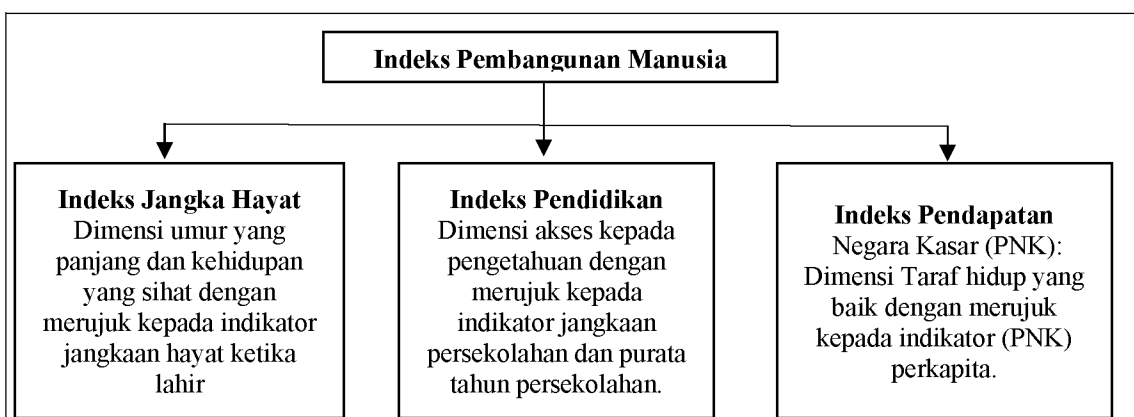 Indeks Pembangunan Manusia
Indeks Jangka Hayat
Dimensi umur yang
panjang dan kehidupan
yang sihat dengan
merujuk kepada indikator
jangkaan hayat ketika
lahir
Indeks Pendidikan
Dimensi akses kepada
pengetahuan dengan
merujuk kepada
indikator jangkaan
persekolahan dan purata
tahun persekolahan.
Indeks Pendapatan
Negara Kasar (PNK):
Dimensi Taraf hidup yang
baik dengan merujuk
kepada indikator (PNK)
perkapita.